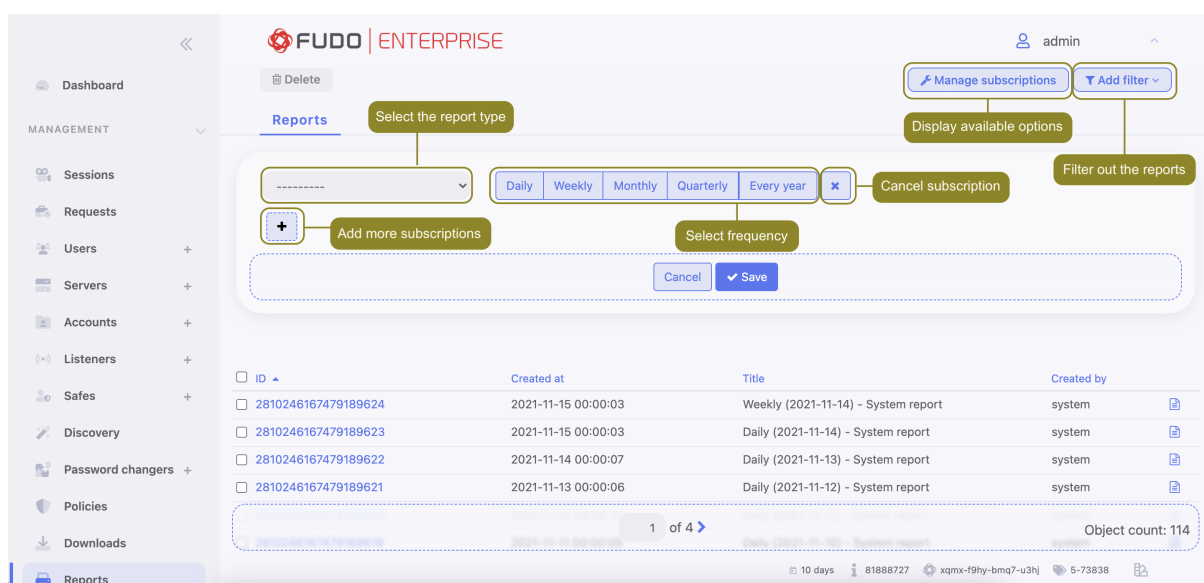 FUDO ENTERPRISE
admin
Dashboard
Delete
Manage subscriptions
Add filter
MANAGEMENT
Reports
Select the report type
Display available options
Filter out the reports
Sessions
---------
Daily
Weekly
Monthly
Quarterly
Every year
Cancel subscription
Requests
Add more subscriptions
Select frequency
Users
Servers
Cancel
Save
Accounts
Listeners
Safes
Discovery
Password changers
Policies
Downloads
Reports
ID Created at Title Created by
2810246167479189624 2021-11-15 00:00:03 Weekly (2021-11-14) - System report system
2810246167479189623 2021-11-15 00:00:03 Daily (2021-11-14) - System report system
2810246167479189622 2021-11-14 00:00:07 Daily (2021-11-13) - System report system
2810246167479189621 2021-11-13 00:00:06 Daily (2021-11-12) - System report system
1 of 4
Object count: 114
10 days 81888727 xqmx-f9hy-bmq7-u3hj 5-73838